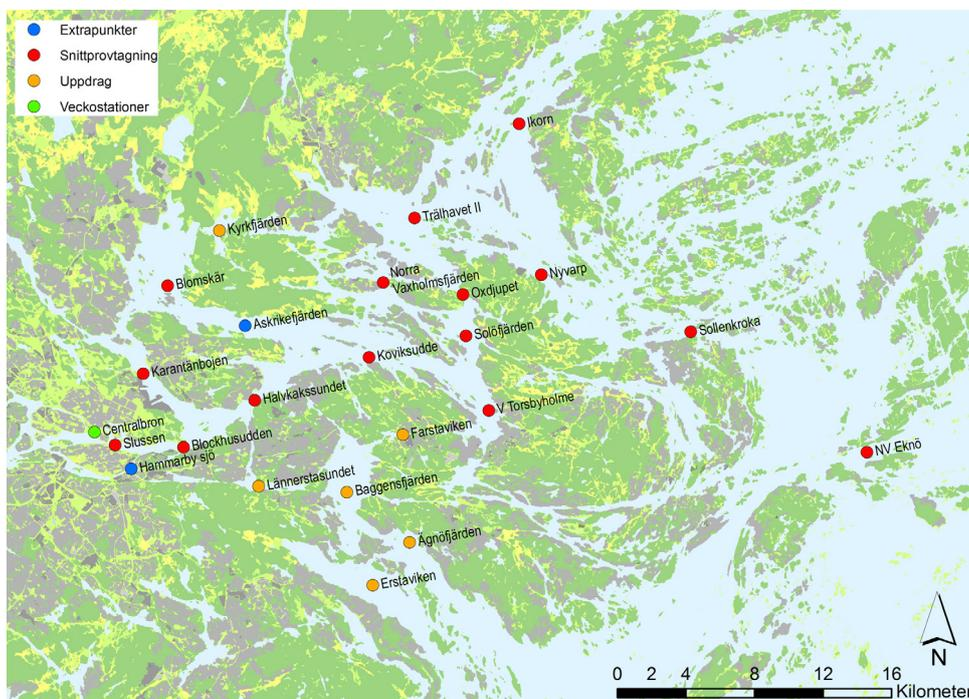 Extrapunkter
Snittprovtagning
Uppdrag
Veckostationer
Ikorn
Trälhavet II
Kyrkfjärden
Norra
Vaxholmsfjärden
Nyvarp
Blomskär
Oxdjupet
Askrikefjärden
Solöfjärden
Sollenkroka
Koviksudde
Karantänbojen
Halvkakssundet
V Torsbyholme
Centralbron
Slussen
Blockhusudden
Farstaviken
NV Eknö
Hammarby sjö
Lännerstasundet
Baggensfjärden
Ägnöfjärden
Erstaviken
N
0 2 4 8 12 16
Kilometer